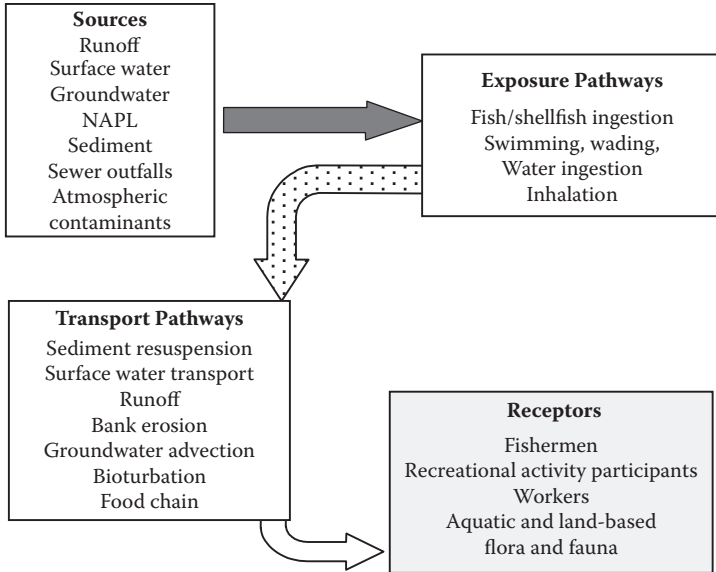 Sources
Runoff
Surface water
Groundwater
NAPL
Sediment
Sewer outfalls
Atmospheric
contaminants
Exposure Pathways
Fish/shellfish ingestion
Swimming, wading,
Water ingestion
Inhalation
Transport Pathways
Sediment resuspension
Surface water transport
Runoff
Bank erosion
Groundwater advection
Bioturbation
Food chain
Receptors
Fishermen
Recreational activity participants
Workers
Aquatic and land-based
flora and fauna